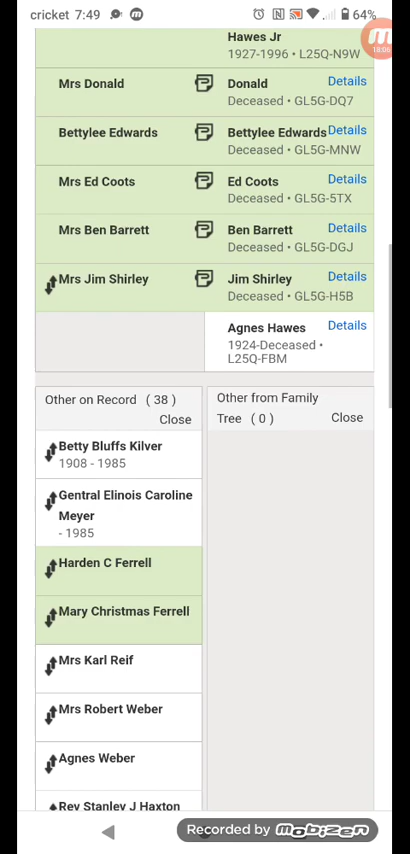 cricket 7:49 64%
18:06
Hawes Jr
1927-1996 • L25Q-N9W
Mrs Donald Donald Details
Deceased • GL5G-DQ7
Bettylee Edwards Bettylee Edwards Details
Deceased • GL5G-MNW
Mrs Ed Coots Ed Coots Details
Deceased • GL5G-5TX
Mrs Ben Barrett Ben Barrett Details
Deceased • GL5G-DGJ
Mrs Jim Shirley Jim Shirley Details
Deceased • GL5G-H5B
Agnes Hawes Details
1924-Deceased •
L25Q-FBM
Other on Record ( 38 )
Close
Other from Family
Tree ( 0 ) Close
Betty Bluffs Kilver
1908 - 1985
Gentral Elinois Caroline
Meyer
- 1985
Harden C Ferrell
Mary Christmas Ferrell
Mrs Karl Reif
Mrs Robert Weber
Agnes Weber
Rev Stanley J Haxton
Recorded by mobizen